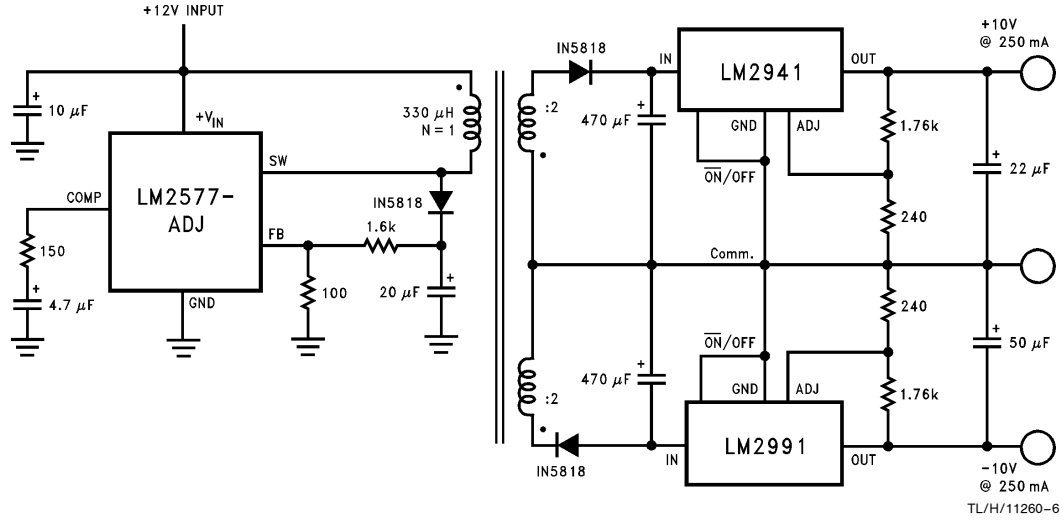 +12V INPUT
+
10 μF
+VIN
LM2577-
ADJ
COMP
SW
FB
GND
150
+
4.7 μF
330 μH
N = 1
IN5818
1.6k
100
20 μF
+
IN5818
:2
470 μF
+
IN
LM2941
OUT
GND
ADJ
ON/OFF
1.76k
240
+
22 μF
+10V
@ 250 mA
Comm.
ON/OFF
GND
ADJ
240
1.76k
+
50 μF
470 μF
+
:2
IN5818
IN
LM2991
OUT
−10V
@ 250 mA
TL/H/11260-6